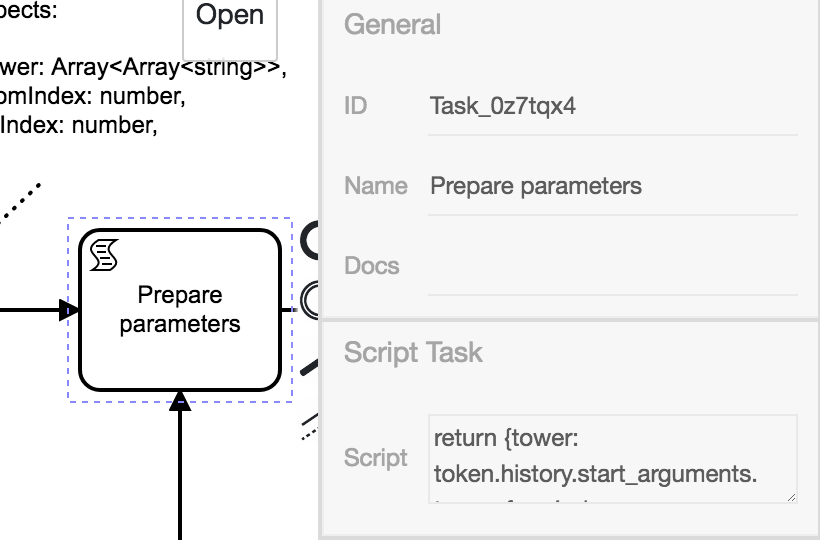 pects:
Open
wer: Array<Array<string>>,
omIndex: number,
Index: number,
Prepare
parameters
General
ID
Task_0z7tqx4
Name
Prepare parameters
Docs
Script Task
Script
return {tower:
token.history.start_arguments.